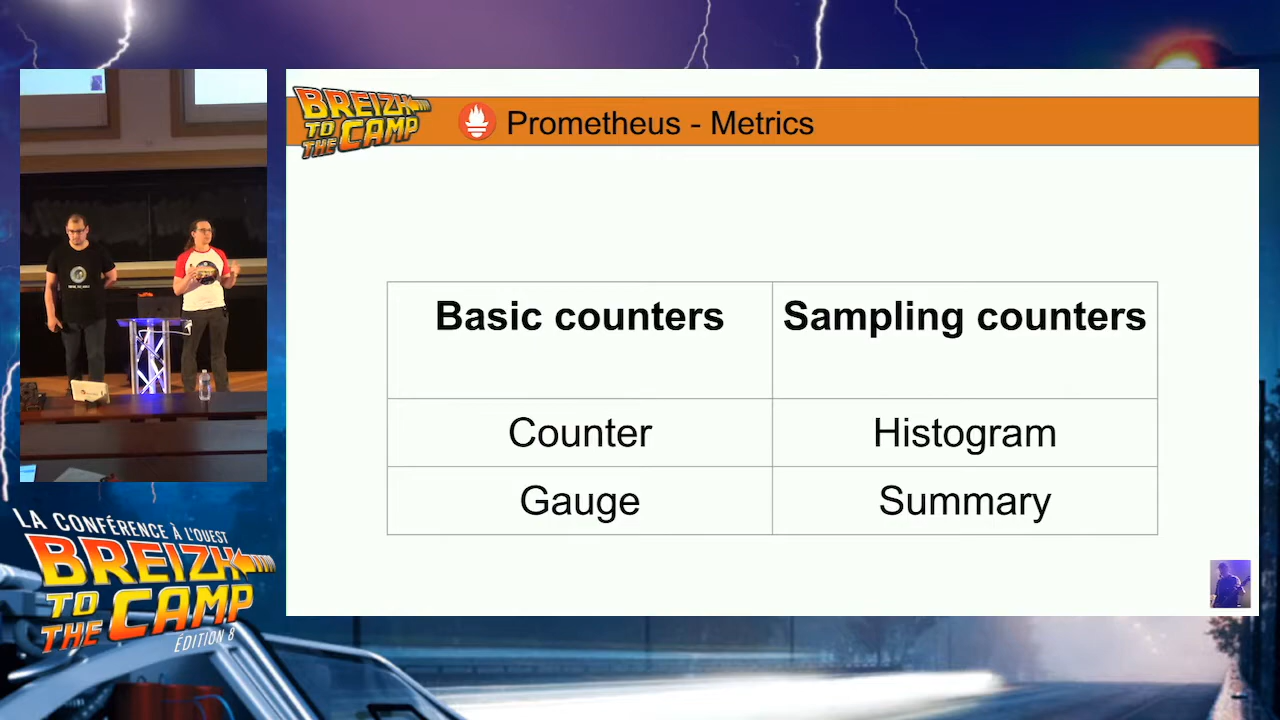 BREIZH
TO
THE CAMP
Prometheus - Metrics
Basic counters
Sampling counters
Counter
Histogram
Gauge
Summary
LA CONFÉRENCE À L'OUEST
BREIZH
TO
THE CAMP
ÉDITION 8